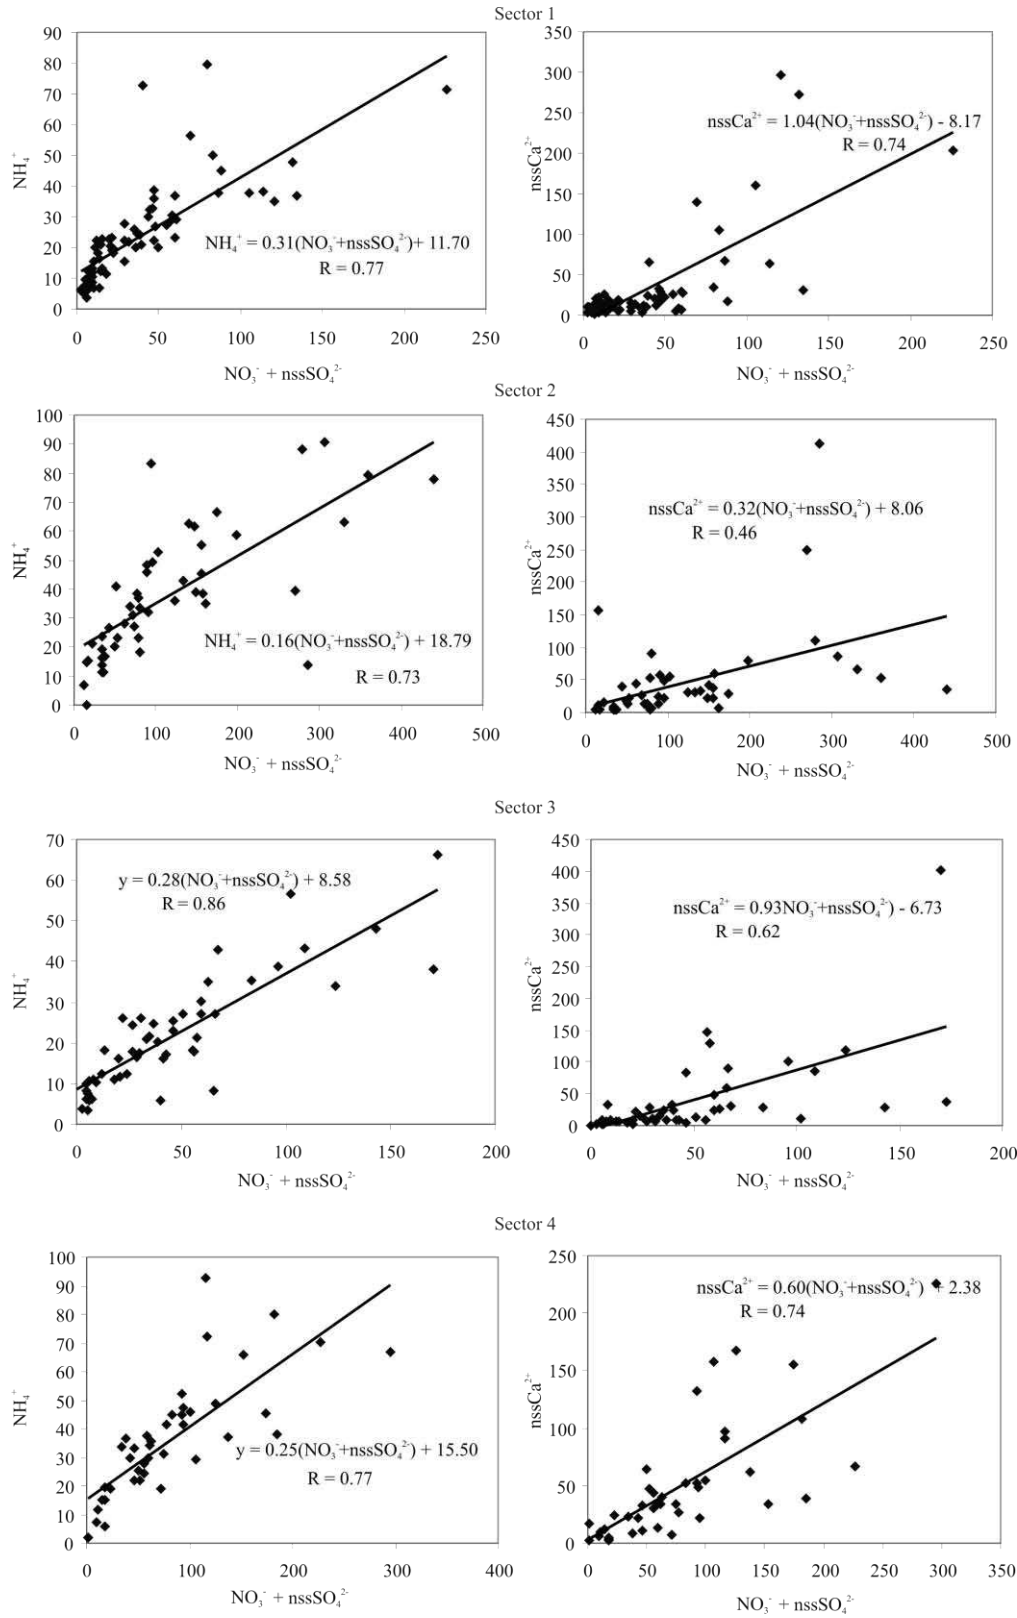 Sector 1
90
80
70
60
50
40
30
20
10
0
NH₄⁺
NH₄⁺ = 0.31(NO₃⁻+nssSO₄²⁻)+ 11.70
R = 0.77
0 50 100 150 200 250
NO₃⁻ + nssSO₄²⁻
350
300
250
200
150
100
50
0
nssCa²⁺
nssCa²⁺ = 1.04(NO₃⁻+nssSO₄²⁻) - 8.17
R = 0.74
0 50 100 150 200 250
NO₃⁻ + nssSO₄²⁻
Sector 2
100
90
80
70
60
50
40
30
20
10
0
NH₄⁺
NH₄⁺ = 0.16(NO₃⁻+nssSO₄²⁻) + 18.79
R = 0.73
0 100 200 300 400 500
NO₃⁻ + nssSO₄²⁻
450
400
350
300
250
200
150
100
50
0
nssCa²⁺
nssCa²⁺ = 0.32(NO₃⁻+nssSO₄²⁻) + 8.06
R = 0.46
0 100 200 300 400 500
NO₃⁻ + nssSO₄²⁻
Sector 3
70
60
50
40
30
20
10
0
NH₄⁺
y = 0.28(NO₃⁻+nssSO₄²⁻) + 8.58
R = 0.86
0 50 100 150 200
NO₃⁻ + nssSO₄²⁻
450
400
350
300
250
200
150
100
50
0
nssCa²⁺
nssCa²⁺ = 0.93NO₃⁻+nssSO₄²⁻) - 6.73
R = 0.62
0 50 100 150 200
NO₃⁻ + nssSO₄²⁻
Sector 4
100
90
80
70
60
50
40
30
20
10
0
NH₄⁺
y = 0.25(NO₃⁻+nssSO₄²⁻) + 15.50
R = 0.77
0 100 200 300 400
NO₃⁻ + nssSO₄²⁻
250
200
150
100
50
0
nssCa²⁺
nssCa²⁺ = 0.60(NO₃⁻+nssSO₄²⁻) + 2.38
R = 0.74
0 50 100 150 200 250 300 350
NO₃⁻ + nssSO₄²⁻